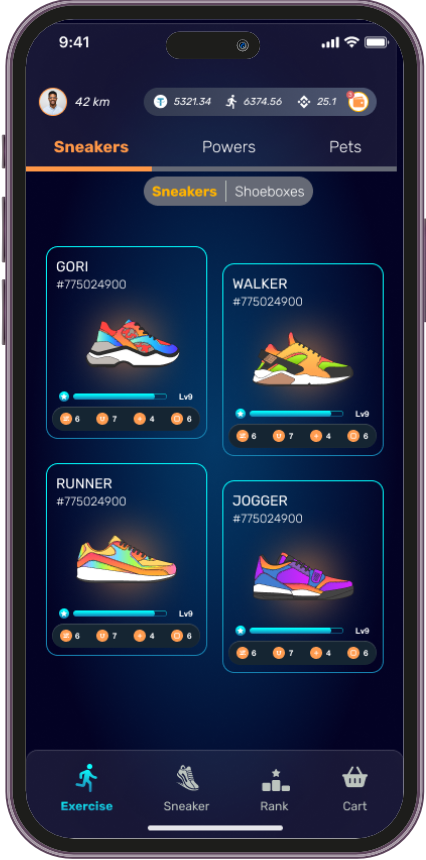 9:41
42 km
5321.34 6374.56 25.1
Sneakers Powers Pets
Sneakers | Shoeboxes
GORI
#775024900
Lv9
6 7 4 6
WALKER
#775024900
Lv9
6 7 4 6
RUNNER
#775024900
Lv9
6 7 4 6
JOGGER
#775024900
Lv9
6 7 4 6
Exercise Sneaker Rank Cart